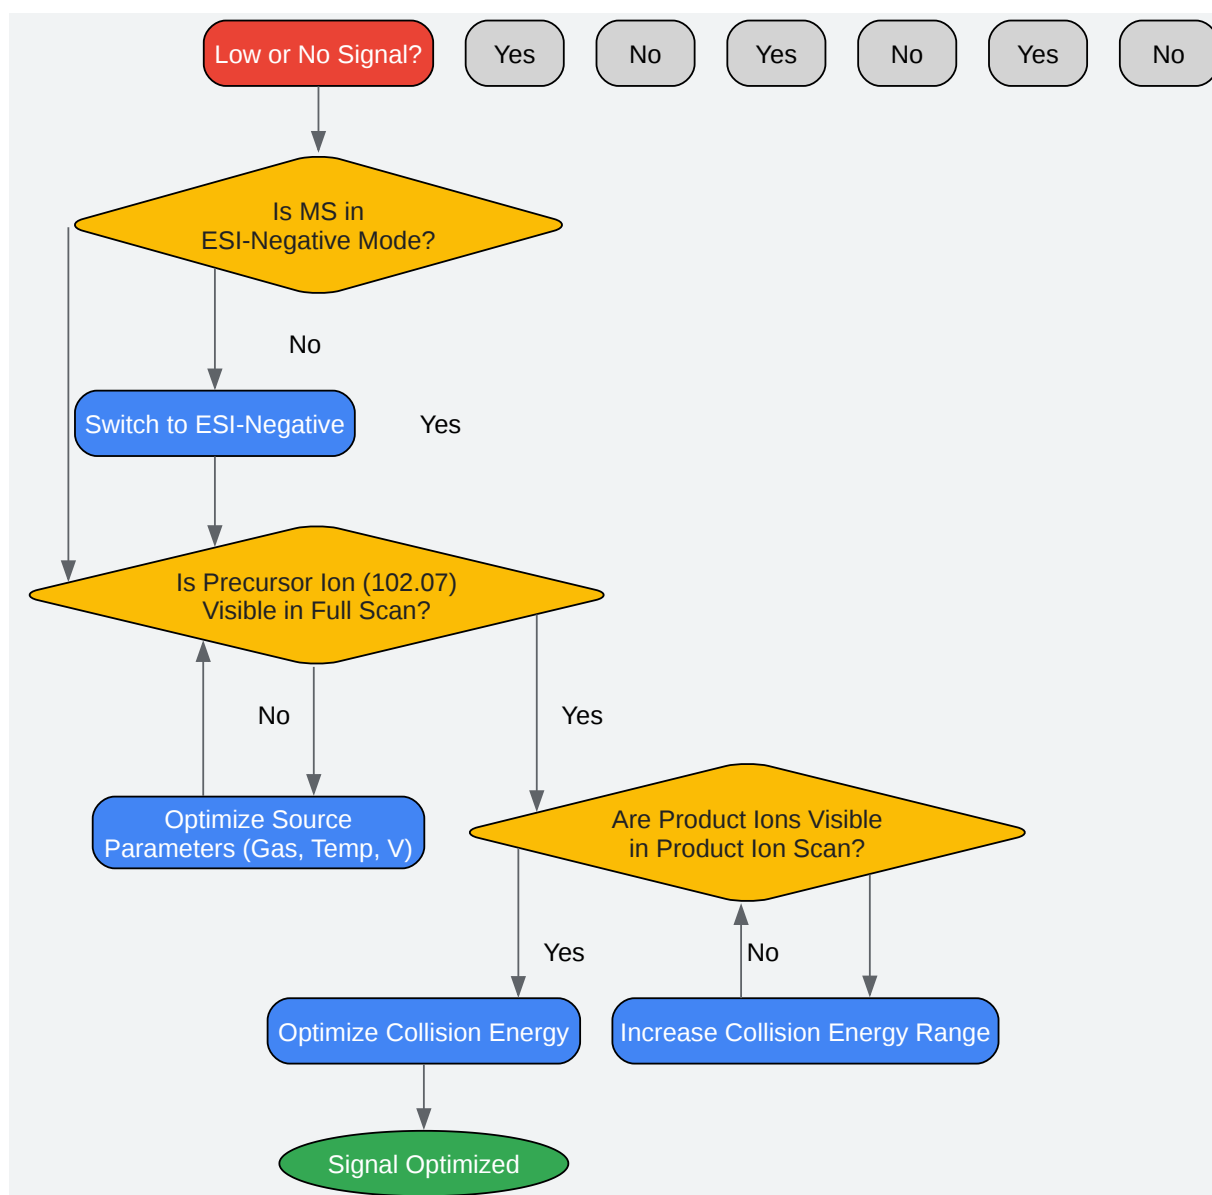 Low or No Signal?
Yes
No
Yes
No
Yes
No
Is MS in
ESI-Negative Mode?
No
Switch to ESI-Negative
Yes
Is Precursor Ion (102.07)
Visible in Full Scan?
No
Yes
Optimize Source
Parameters (Gas, Temp, V)
Are Product Ions Visible
in Product Ion Scan?
Yes
No
Optimize Collision Energy
Increase Collision Energy Range
Signal Optimized